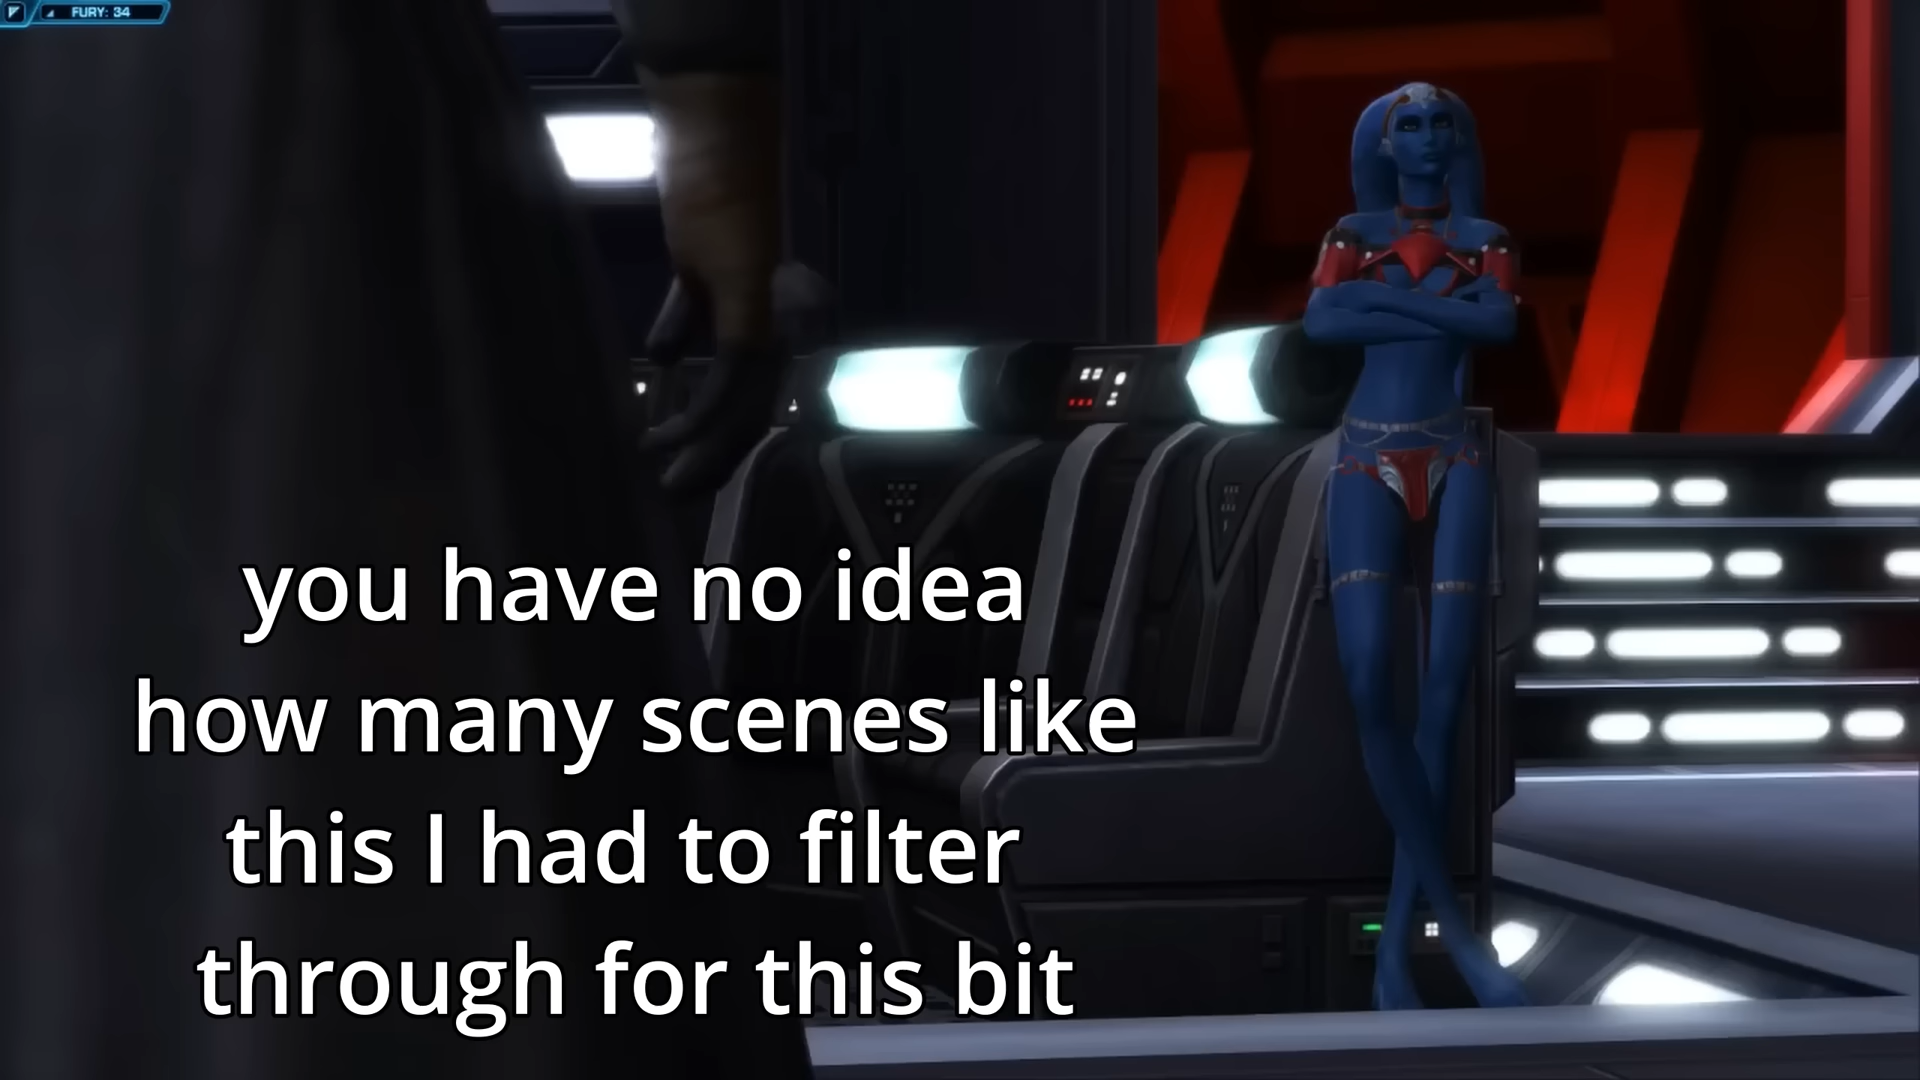 FURY: 34
you have no idea
how many scenes like
this I had to filter
through for this bit